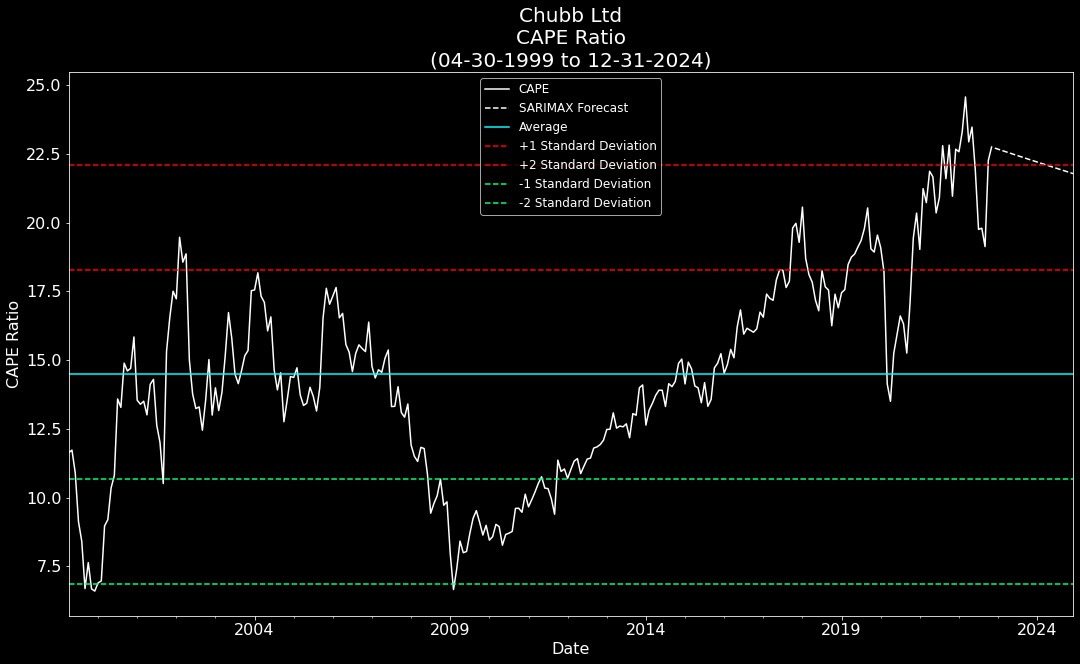 Chubb Ltd
CAPE Ratio
(04-30-1999 to 12-31-2024)
CAPE
SARIMAX Forecast
Average
+1 Standard Deviation
+2 Standard Deviation
-1 Standard Deviation
-2 Standard Deviation
25.0
22.5
20.0
17.5
15.0
12.5
10.0
7.5
CAPE Ratio
2004
2009
2014
2019
2024
Date